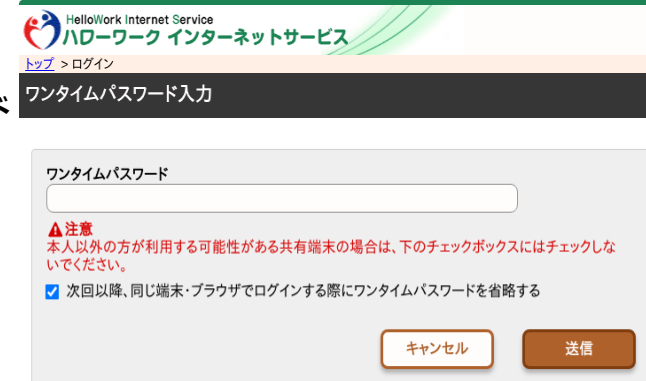 HelloWork Internet Service
ハローワーク インターネットサービス
トップ > ログイン
ワンタイムパスワード入力
ワンタイムパスワード
注意
本人以外の方が利用する可能性がある共有端末の場合は、下のチェックボックスにはチェックしな
いでください。
次回以降、同じ端末・ブラウザでログインする際にワンタイムパスワードを省略する
キャンセル 送信